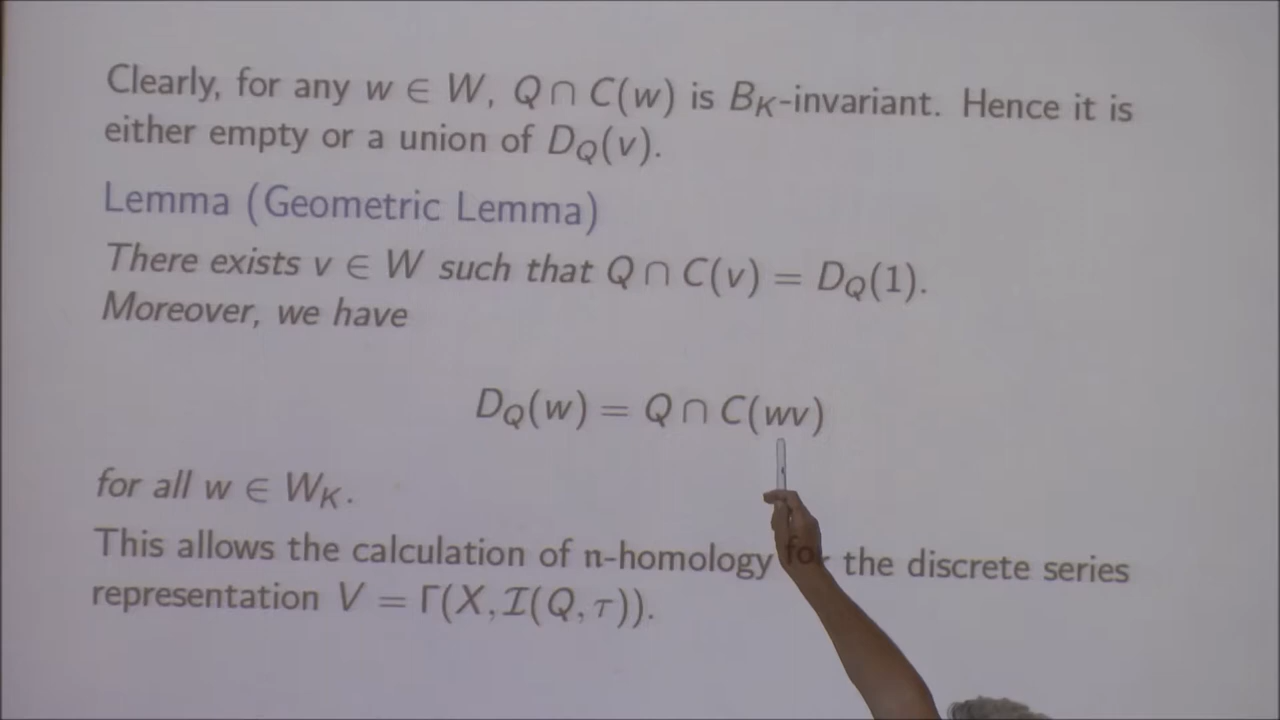 Clearly, for any w ∈ W, Q ∩ C(w) is B_K-invariant. Hence it is
either empty or a union of D_Q(v).
Lemma (Geometric Lemma)
There exists v ∈ W such that Q ∩ C(v) = D_Q(1).
Moreover, we have
D_Q(w) = Q ∩ C(wv)
for all w ∈ W_K.
This allows the calculation of 𝔫-homology for the discrete series
representation V = Γ(X, ℐ(Q, τ)).